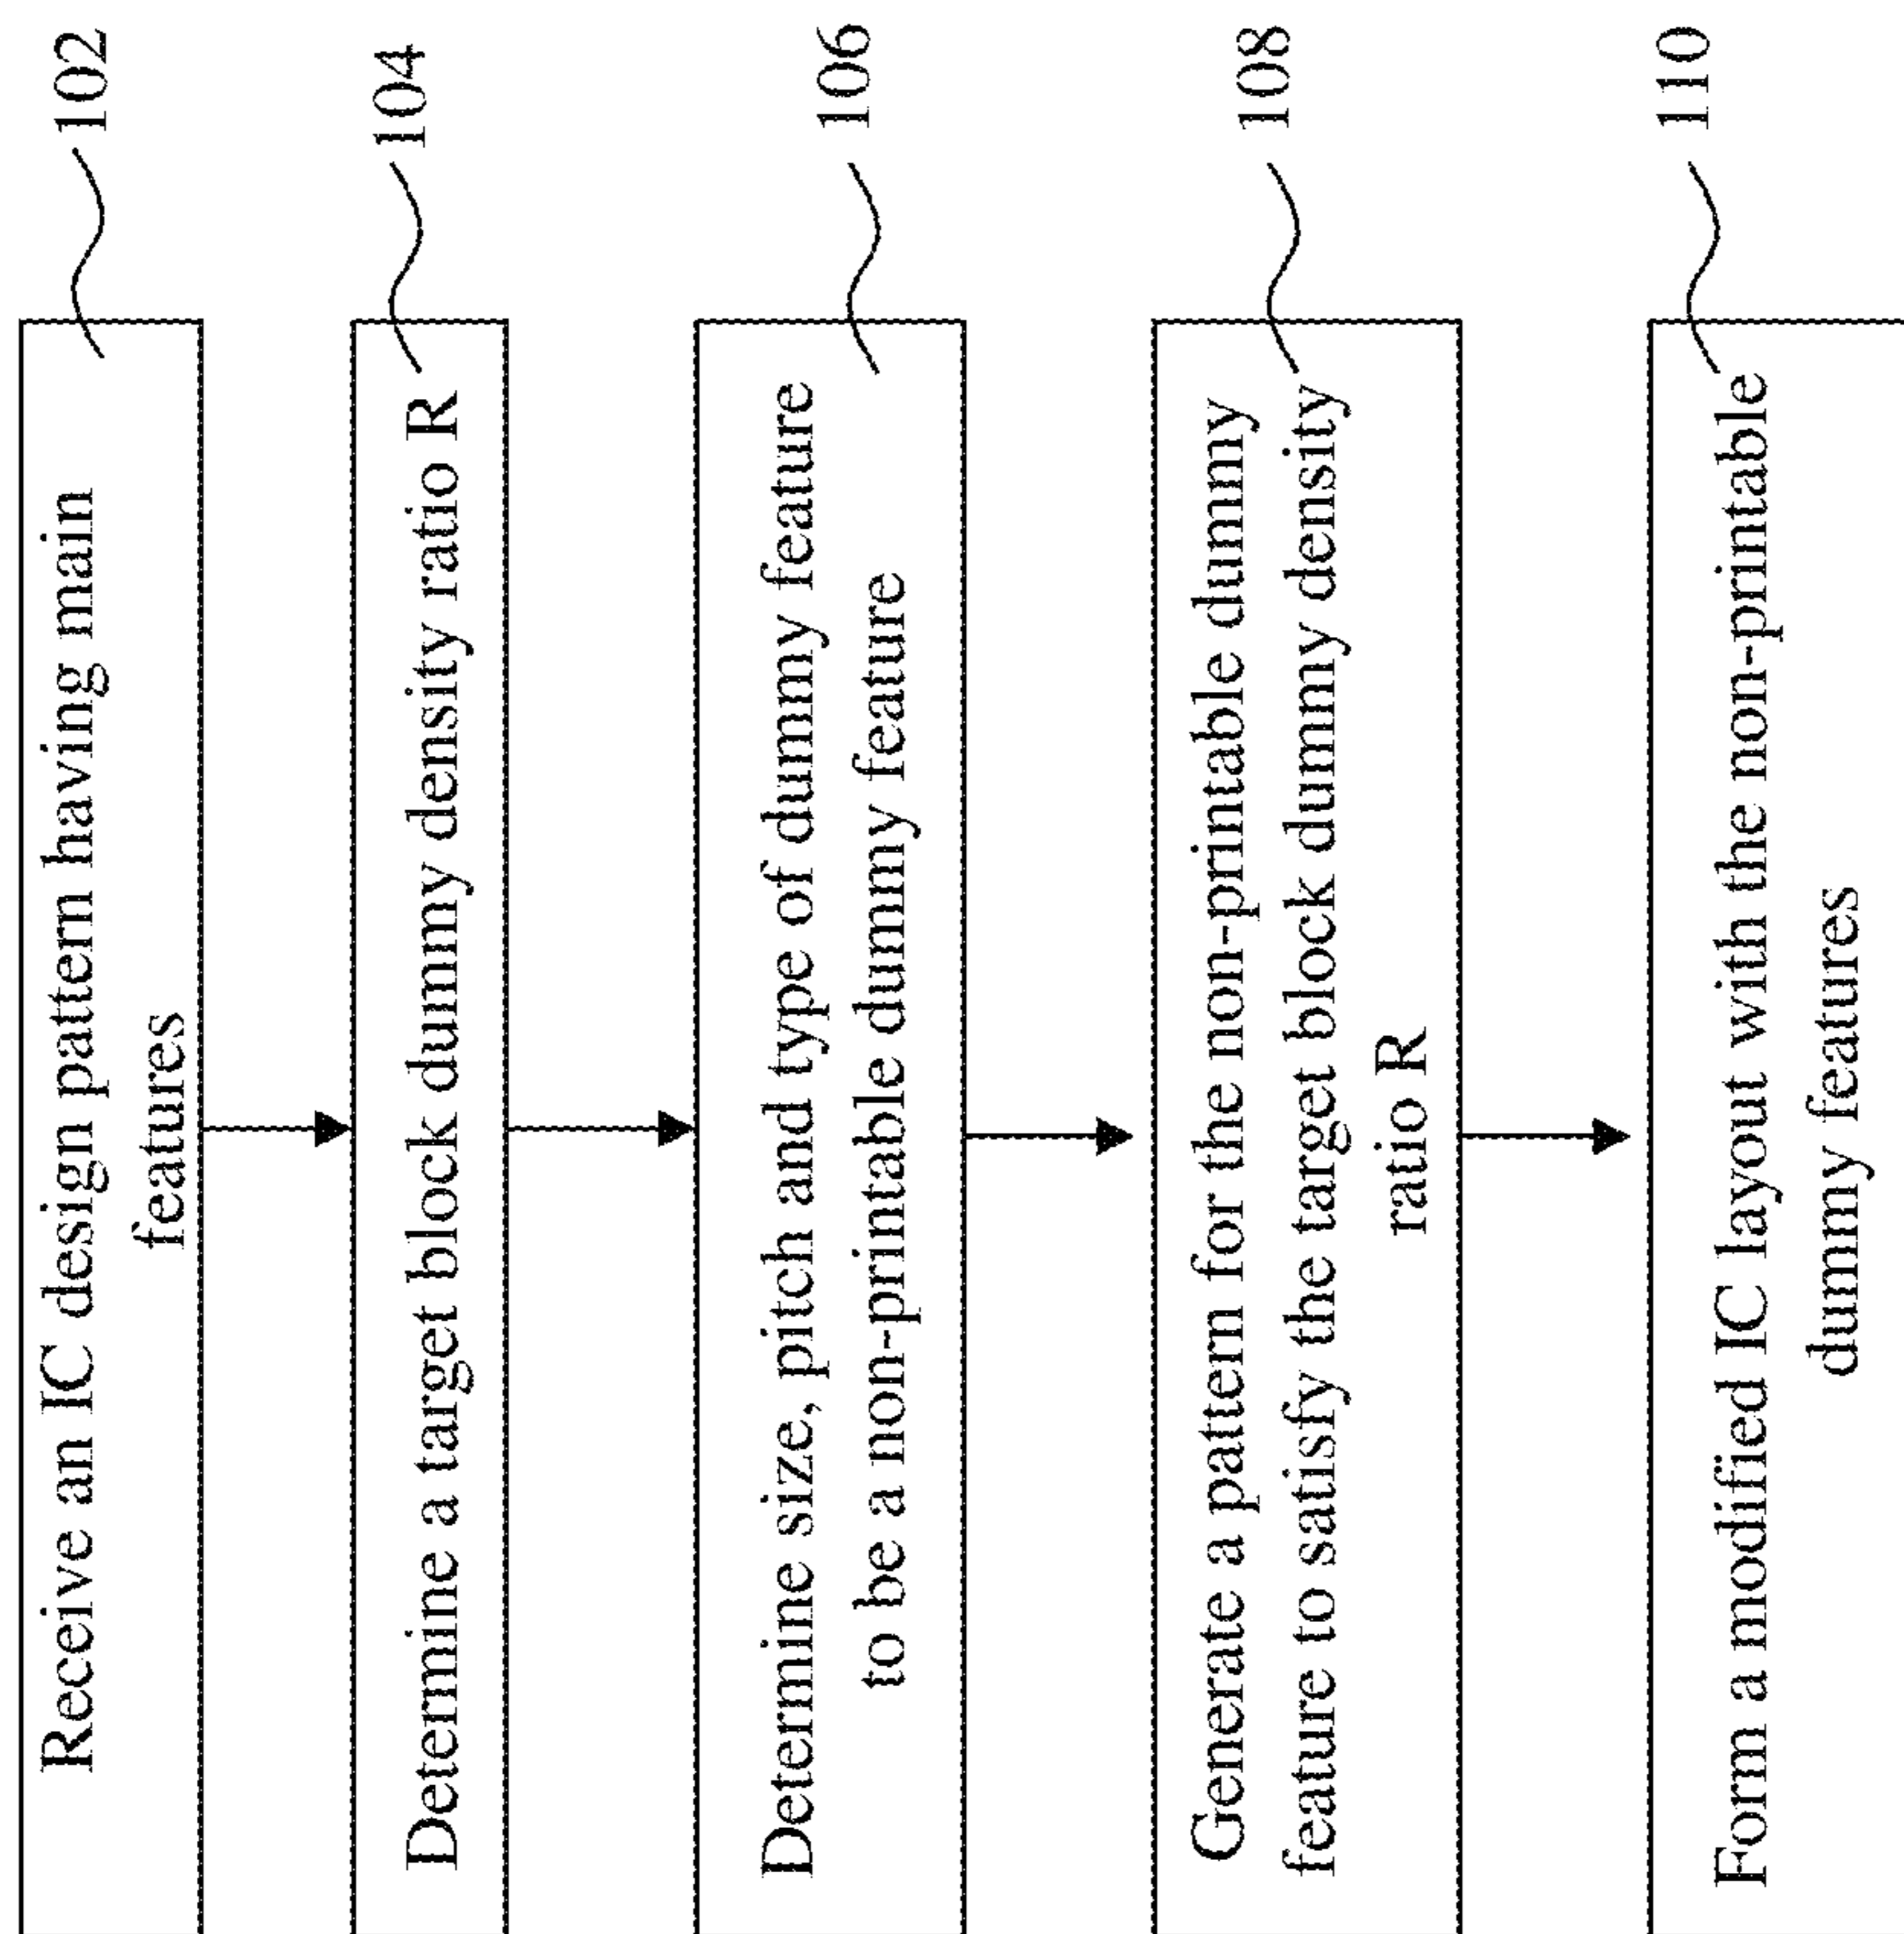 Receive an IC design pattern having main
features
102
Determine a target block dummy density ratio R
104
Determine size, pitch and type of dummy feature
to be a non-printable dummy feature
106
Generate a pattern for the non-printable dummy
feature to satisfy the target block dummy density
ratio R
108
Form a modified IC layout with the non-printable
dummy features
110